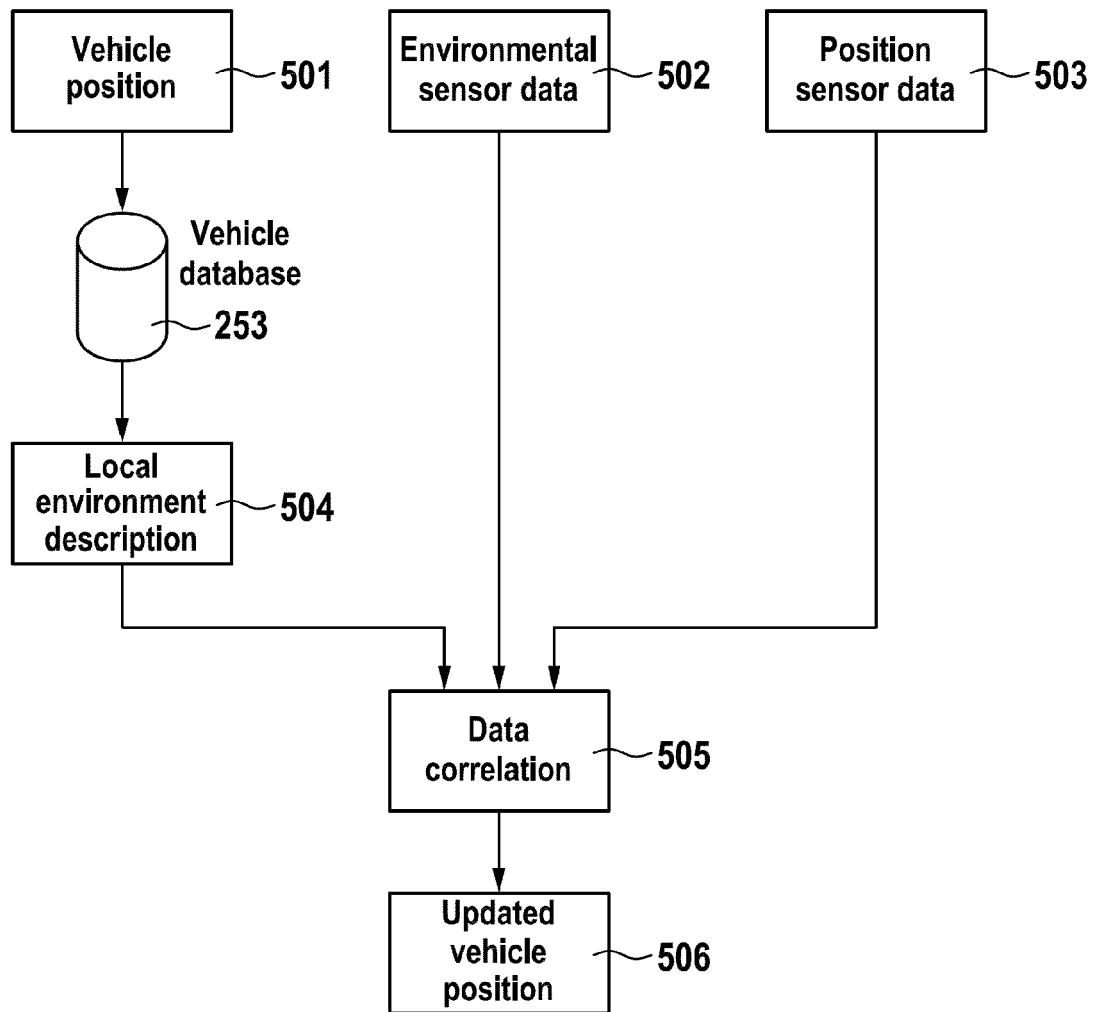 Vehicle
position
501
Environmental
sensor data
502
Position
sensor data
503
Vehicle
database
253
Local
environment
description
504
Data
correlation
505
Updated
vehicle
position
506